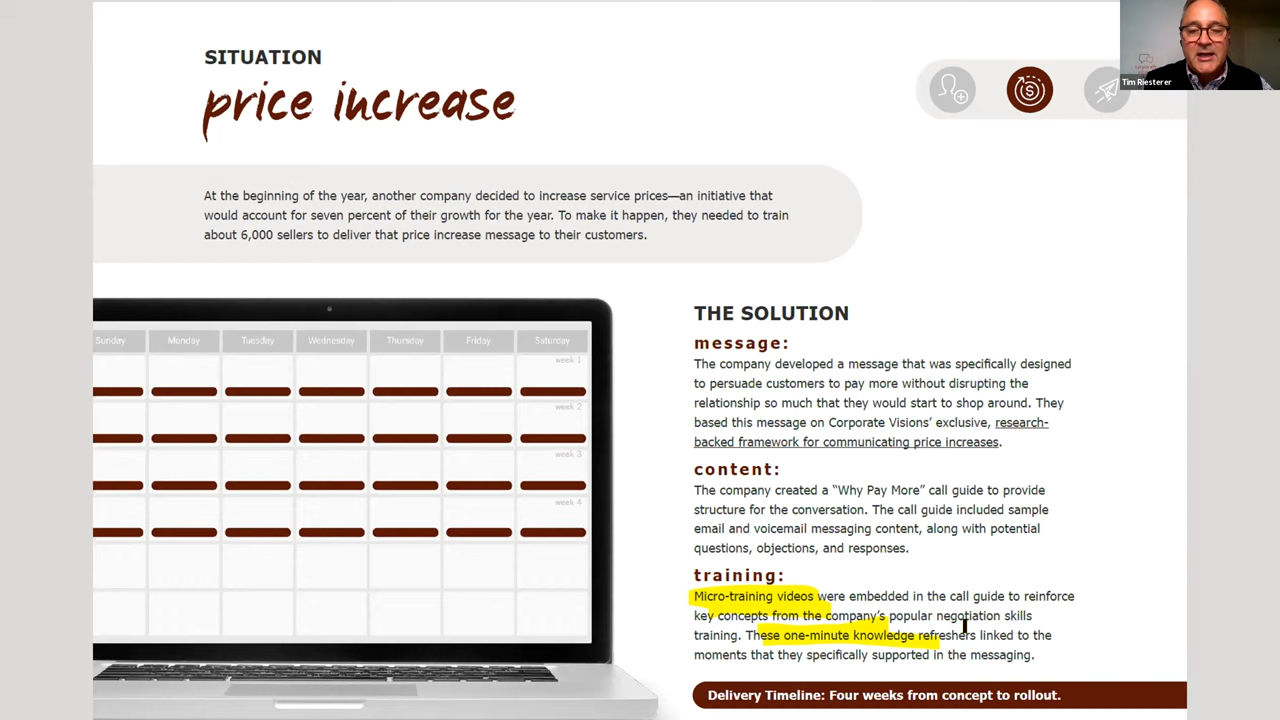 Tim Riesterer
SITUATION
price increase
At the beginning of the year, another company decided to increase service prices—an initiative that
would account for seven percent of their growth for the year. To make it happen, they needed to train
about 6,000 sellers to deliver that price increase message to their customers.
Sunday Monday Tuesday Wednesday Thursday Friday Saturday
week 1
week 2
week 3
week 4
THE SOLUTION
message:
The company developed a message that was specifically designed
to persuade customers to pay more without disrupting the
relationship so much that they would start to shop around. They
based this message on Corporate Visions’ exclusive, research-
backed framework for communicating price increases.
content:
The company created a “Why Pay More” call guide to provide
structure for the conversation. The call guide included sample
email and voicemail messaging content, along with potential
questions, objections, and responses.
training:
Micro-training videos were embedded in the call guide to reinforce
key concepts from the company’s popular negotiation skills
training. These one-minute knowledge refreshers linked to the
moments that they specifically supported in the messaging.
Delivery Timeline: Four weeks from concept to rollout.